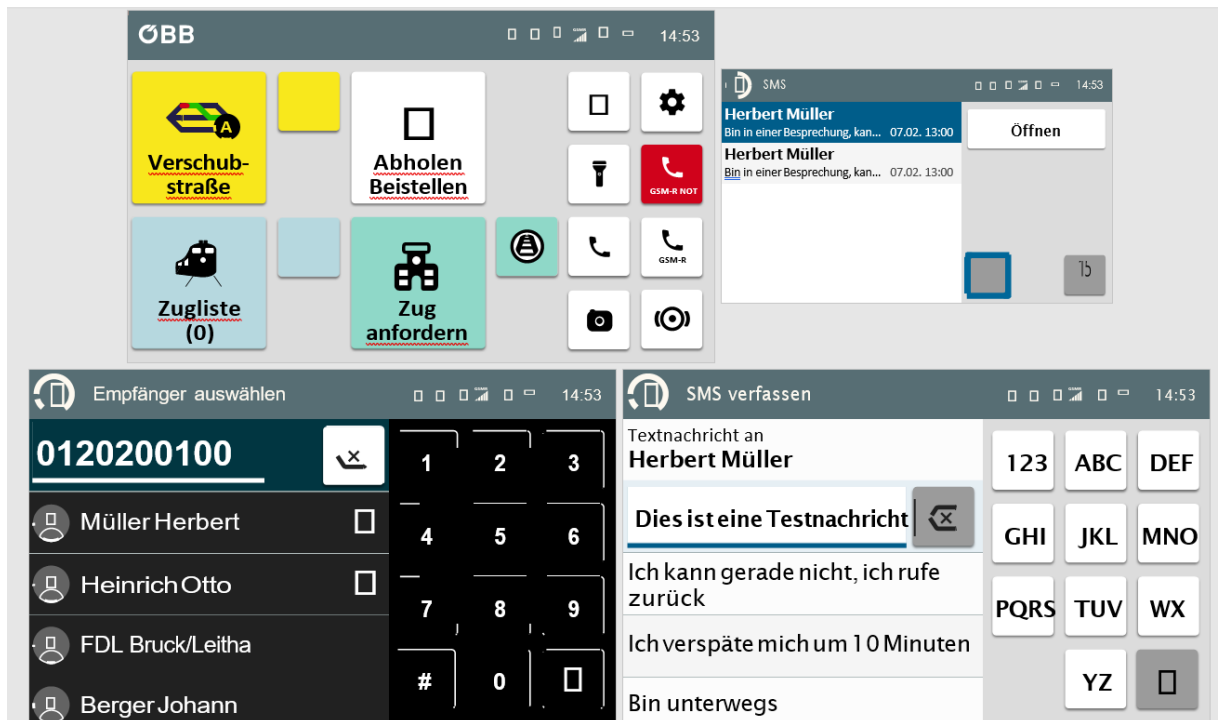 ÖBB
14:53
A
Verschub-
straße
Abholen
Beistellen
GSM-R NOT
Zugliste
(0)
Zug
anfordern
GSM-R
SMS
14:53
Herbert Müller
Bin in einer Besprechung, kan... 07.02. 13:00
Herbert Müller
Bin in einer Besprechung, kan... 07.02. 13:00
Öffnen
Empfänger auswählen
14:53
0120200100
Müller Herbert
Heinrich Otto
FDL Bruck/Leitha
Berger Johann
1 2 3
4 5 6
7 8 9
# 0
SMS verfassen
14:53
Textnachricht an
Herbert Müller
Dies ist eine Testnachricht
Ich kann gerade nicht, ich rufe
zurück
Ich verspäte mich um 10 Minuten
Bin unterwegs
123 ABC DEF
GHI JKL MNO
PQRS TUV WX
YZ